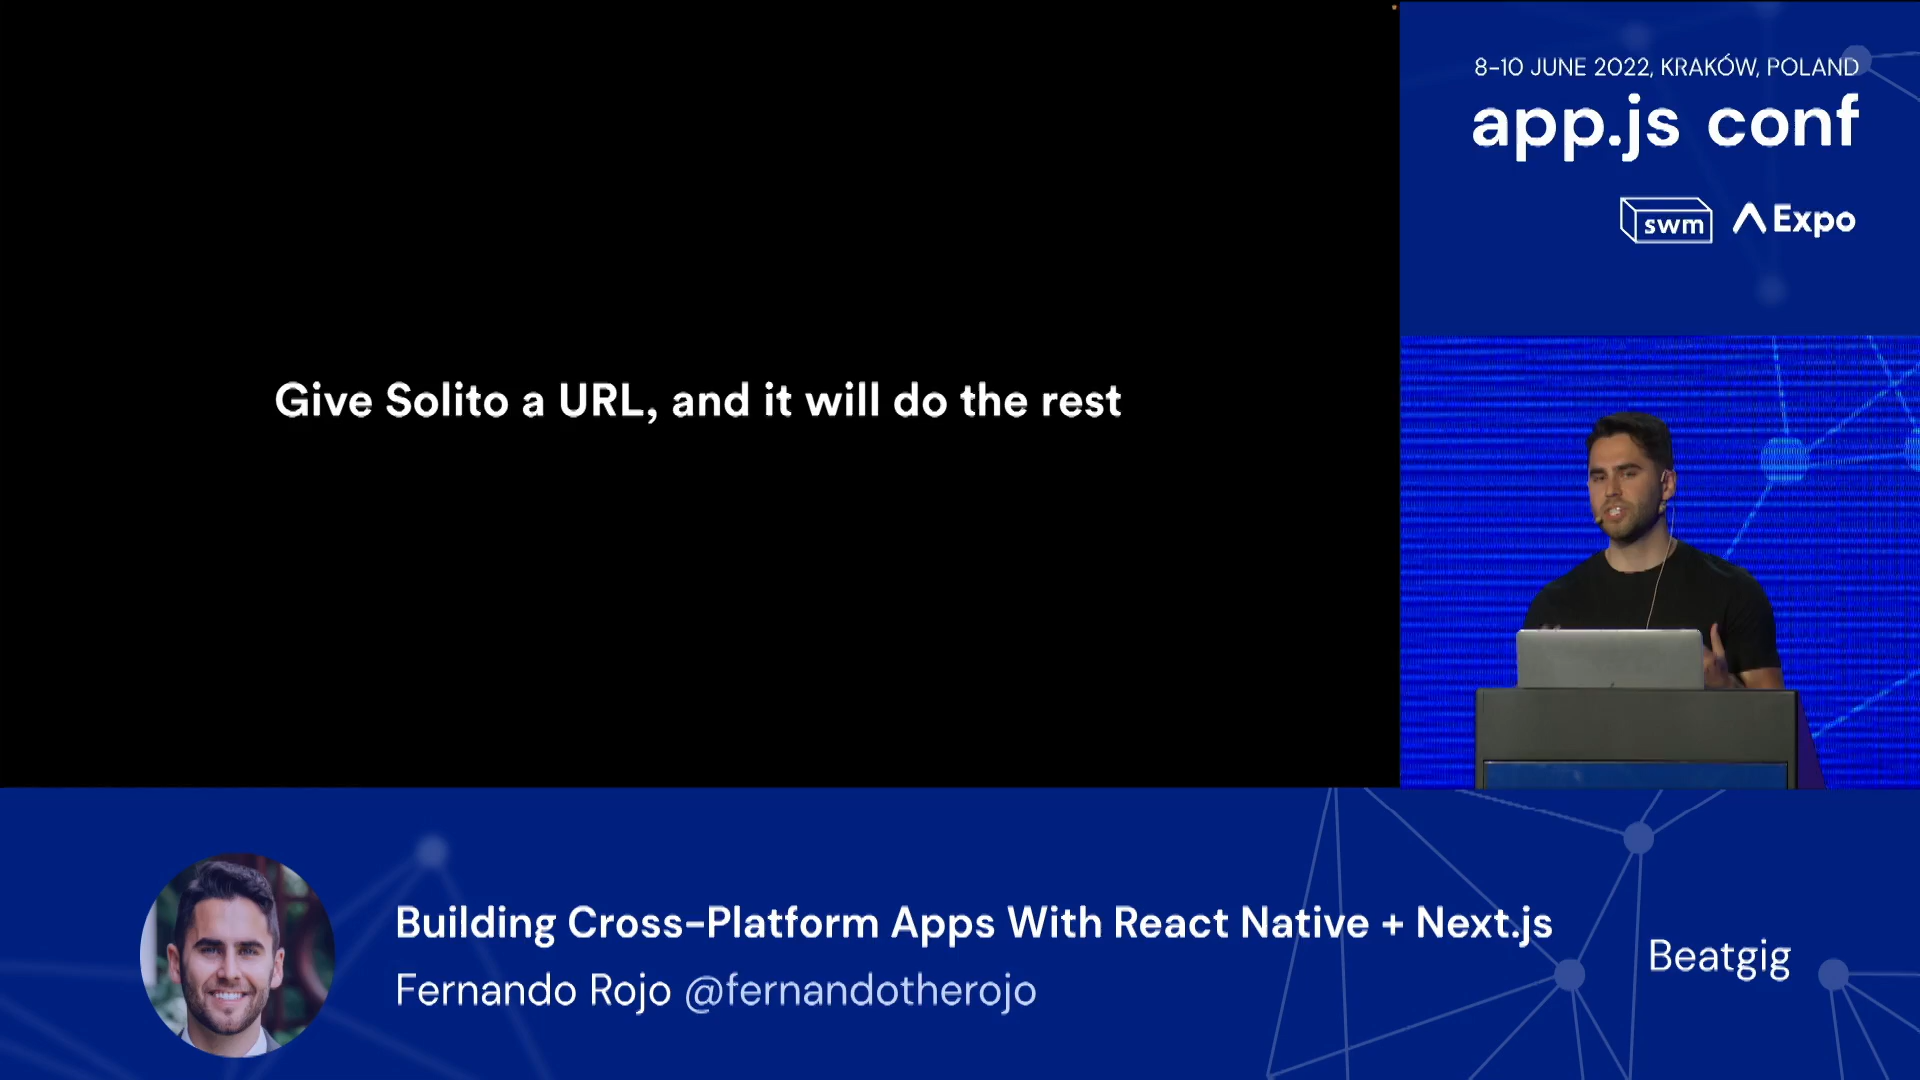 Give Solito a URL, and it will do the rest
8-10 JUNE 2022, KRAKÓW, POLAND
app.js conf
swm
Expo
Building Cross-Platform Apps With React Native + Next.js
Fernando Rojo @fernandotherojo
Beatgig